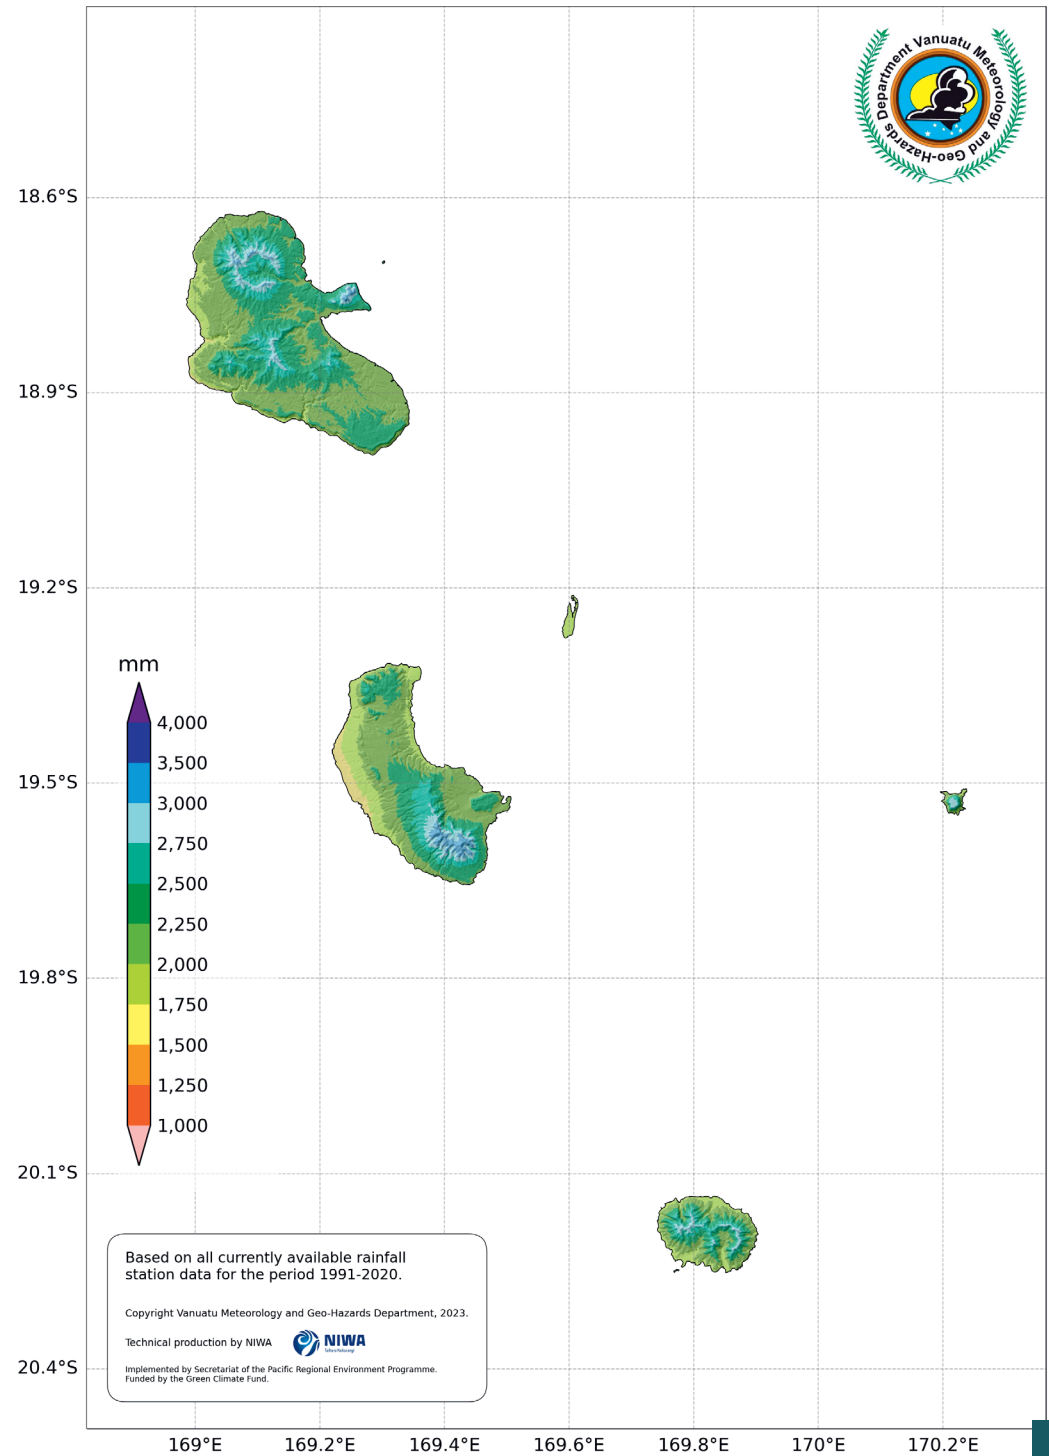 Department Vanuatu Meteorology and Geo-Hazards
18.6°S
18.9°S
19.2°S
19.5°S
19.8°S
20.1°S
20.4°S
mm
4,000
3,500
3,000
2,750
2,500
2,250
2,000
1,750
1,500
1,250
1,000
Based on all currently available rainfall
station data for the period 1991-2020.
Copyright Vanuatu Meteorology and Geo-Hazards Department, 2023.
Technical production by NIWA
NIWA
Taihoro Nukurangi
Implemented by Secretariat of the Pacific Regional Environment Programme.
Funded by the Green Climate Fund.
169°E 169.2°E 169.4°E 169.6°E 169.8°E 170°E 170.2°E